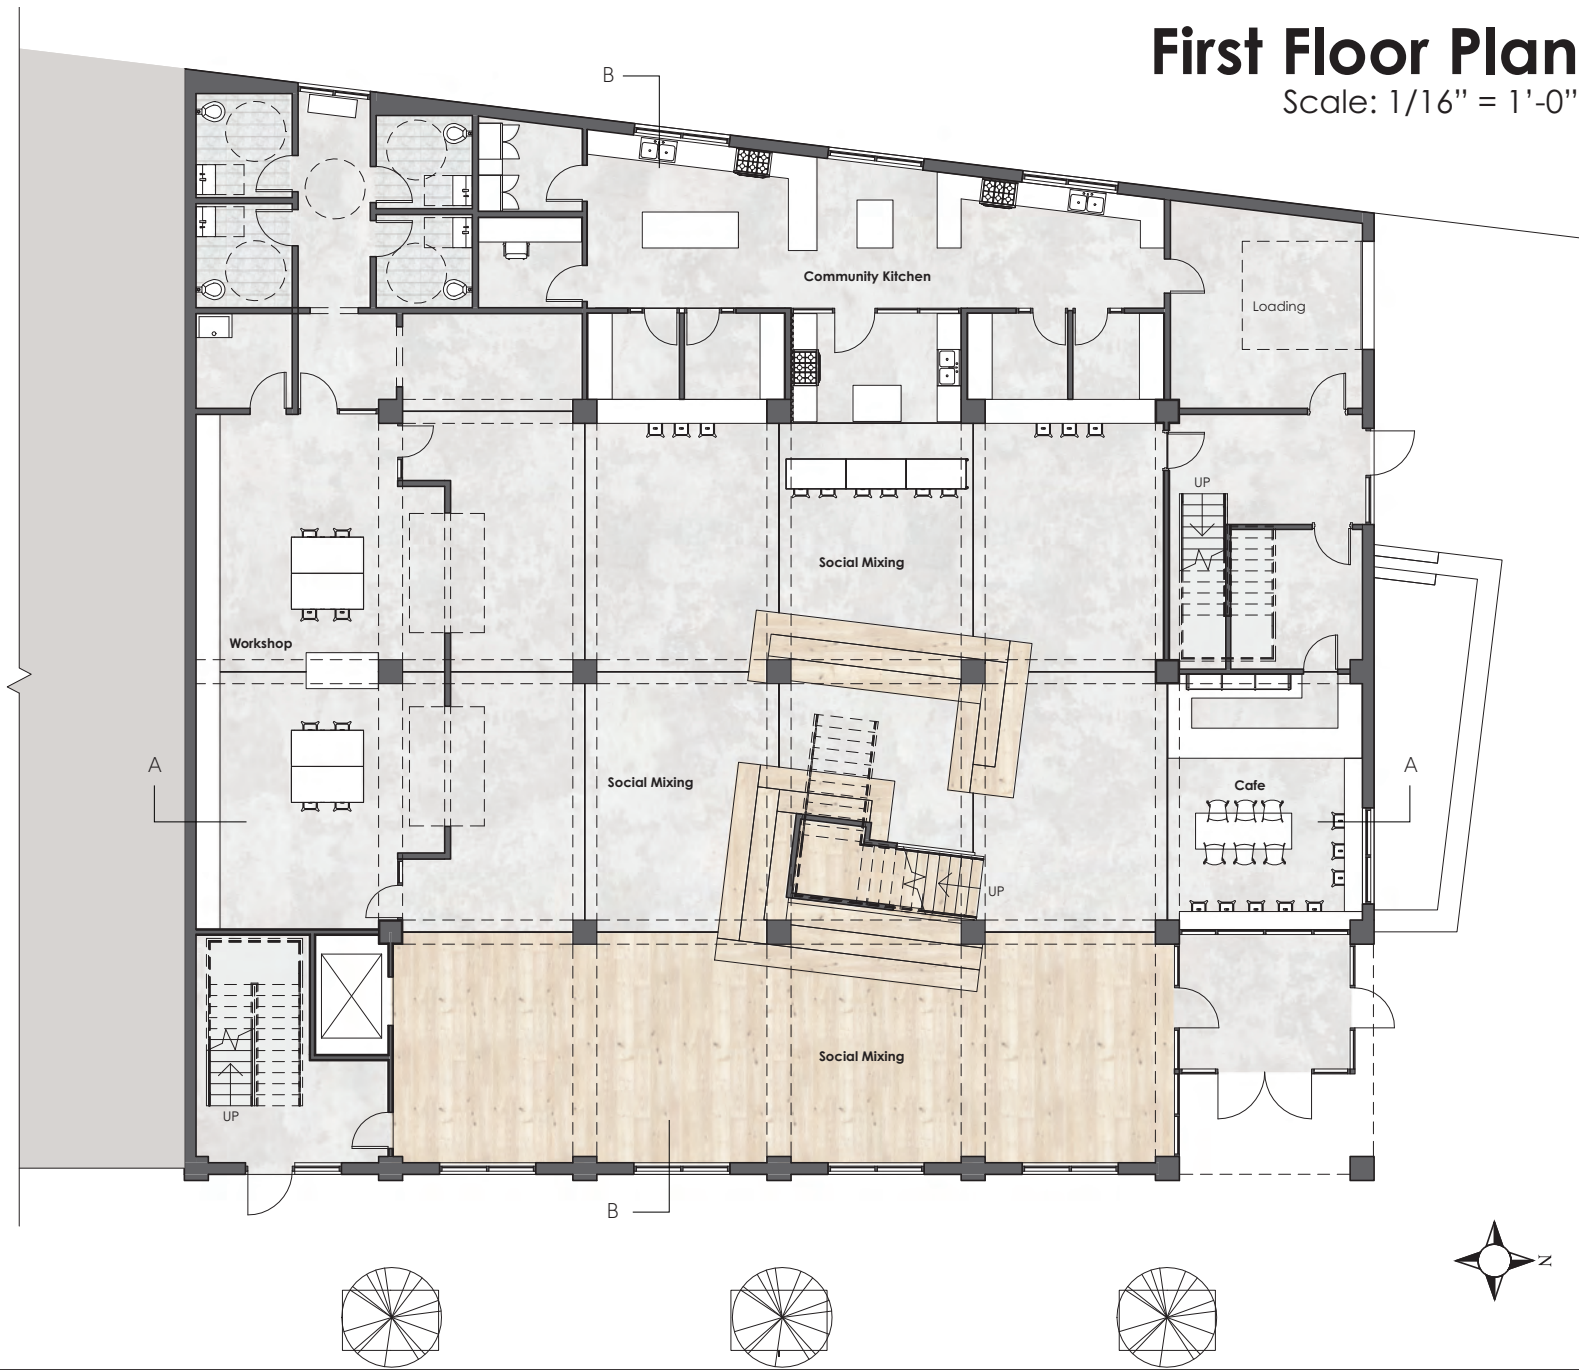 First Floor Plan
Scale: 1/16” = 1’-0”
B
Community Kitchen
Loading
UP
Social Mixing
Workshop
A
Social Mixing
Cafe
A
UP
Social Mixing
UP
B
N